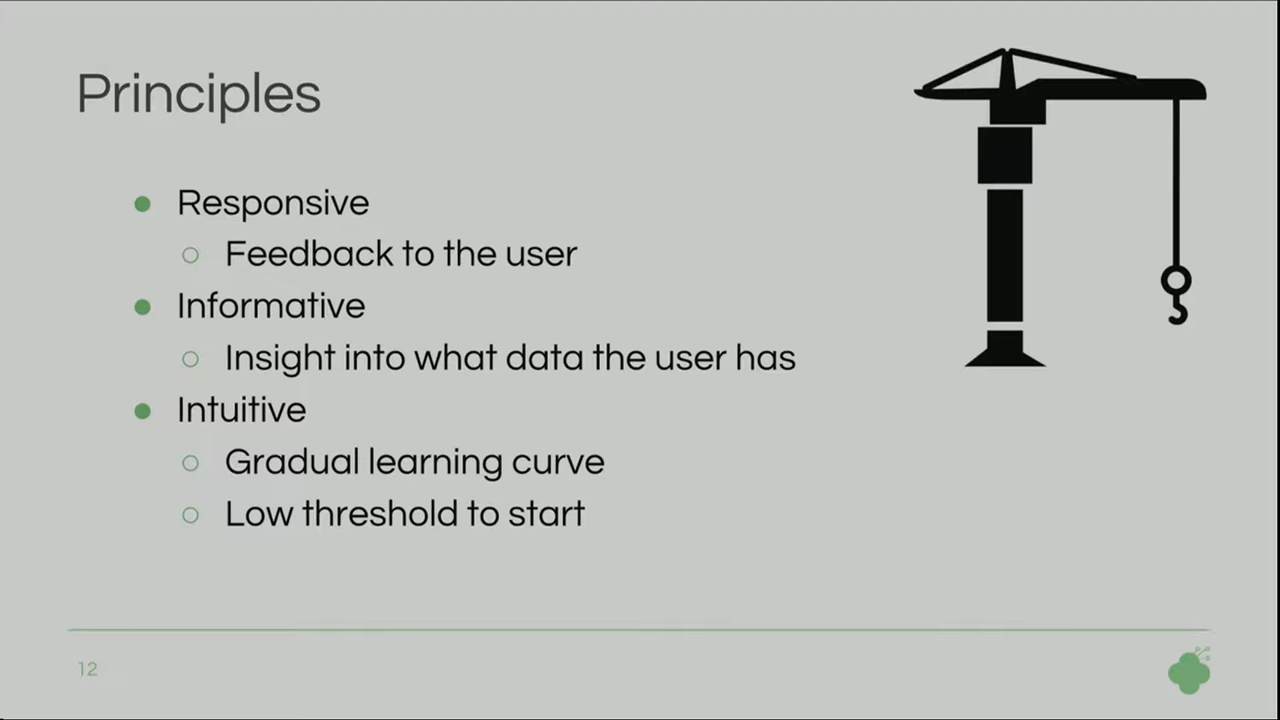 Principles
Responsive
Feedback to the user
Informative
Insight into what data the user has
Intuitive
Gradual learning curve
Low threshold to start
12